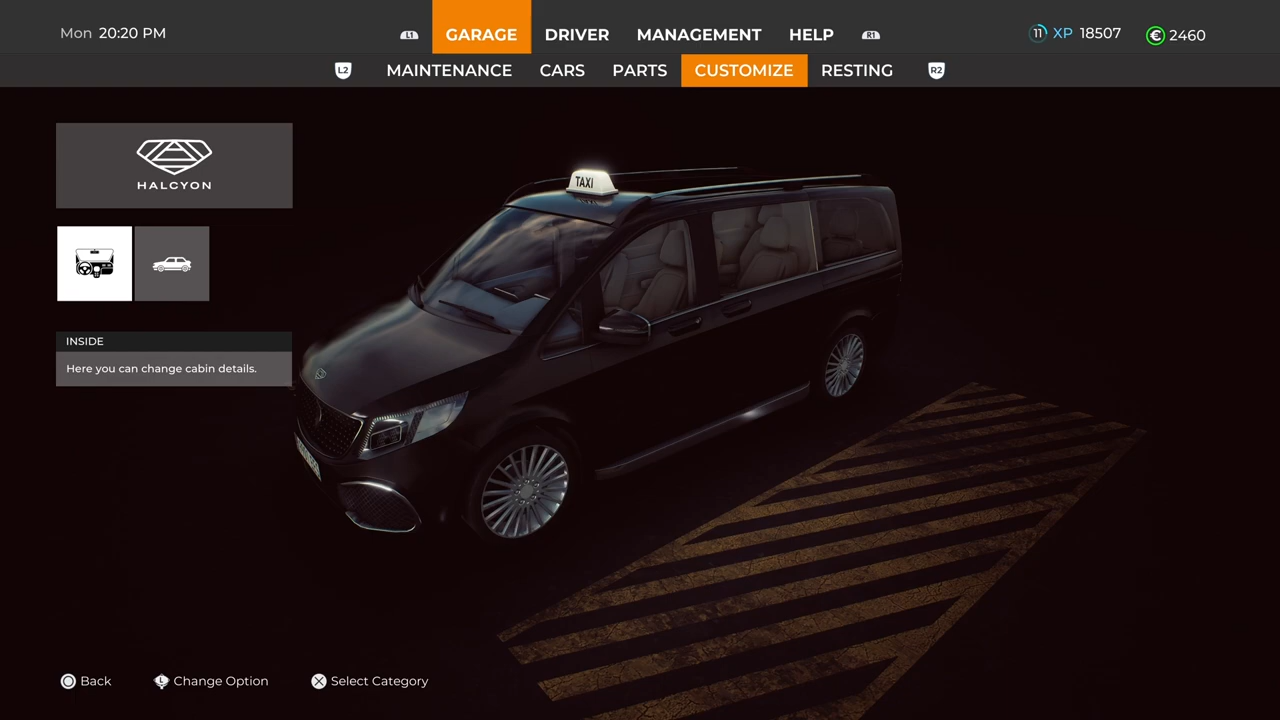 Mon 20:20 PM
L1 GARAGE DRIVER MANAGEMENT HELP R1
11 XP 18507 € 2460
L2 MAINTENANCE CARS PARTS CUSTOMIZE RESTING R2
HALCYON
TAXI
INSIDE
Here you can change cabin details.
Back L Change Option Select Category